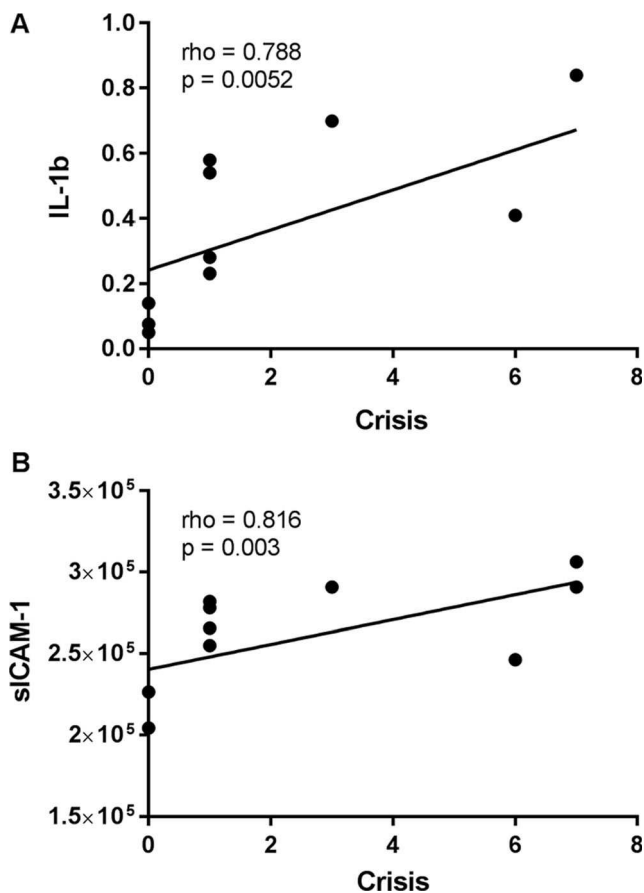 A
rho = 0.788
p = 0.0052
IL-1b
1.0
0.8
0.6
0.4
0.2
0.0
0 2 4 6 8
Crisis
B
rho = 0.816
p = 0.003
sICAM-1
3.5×10⁵
3×10⁵
2.5×10⁵
2×10⁵
1.5×10⁵
0 2 4 6 8
Crisis